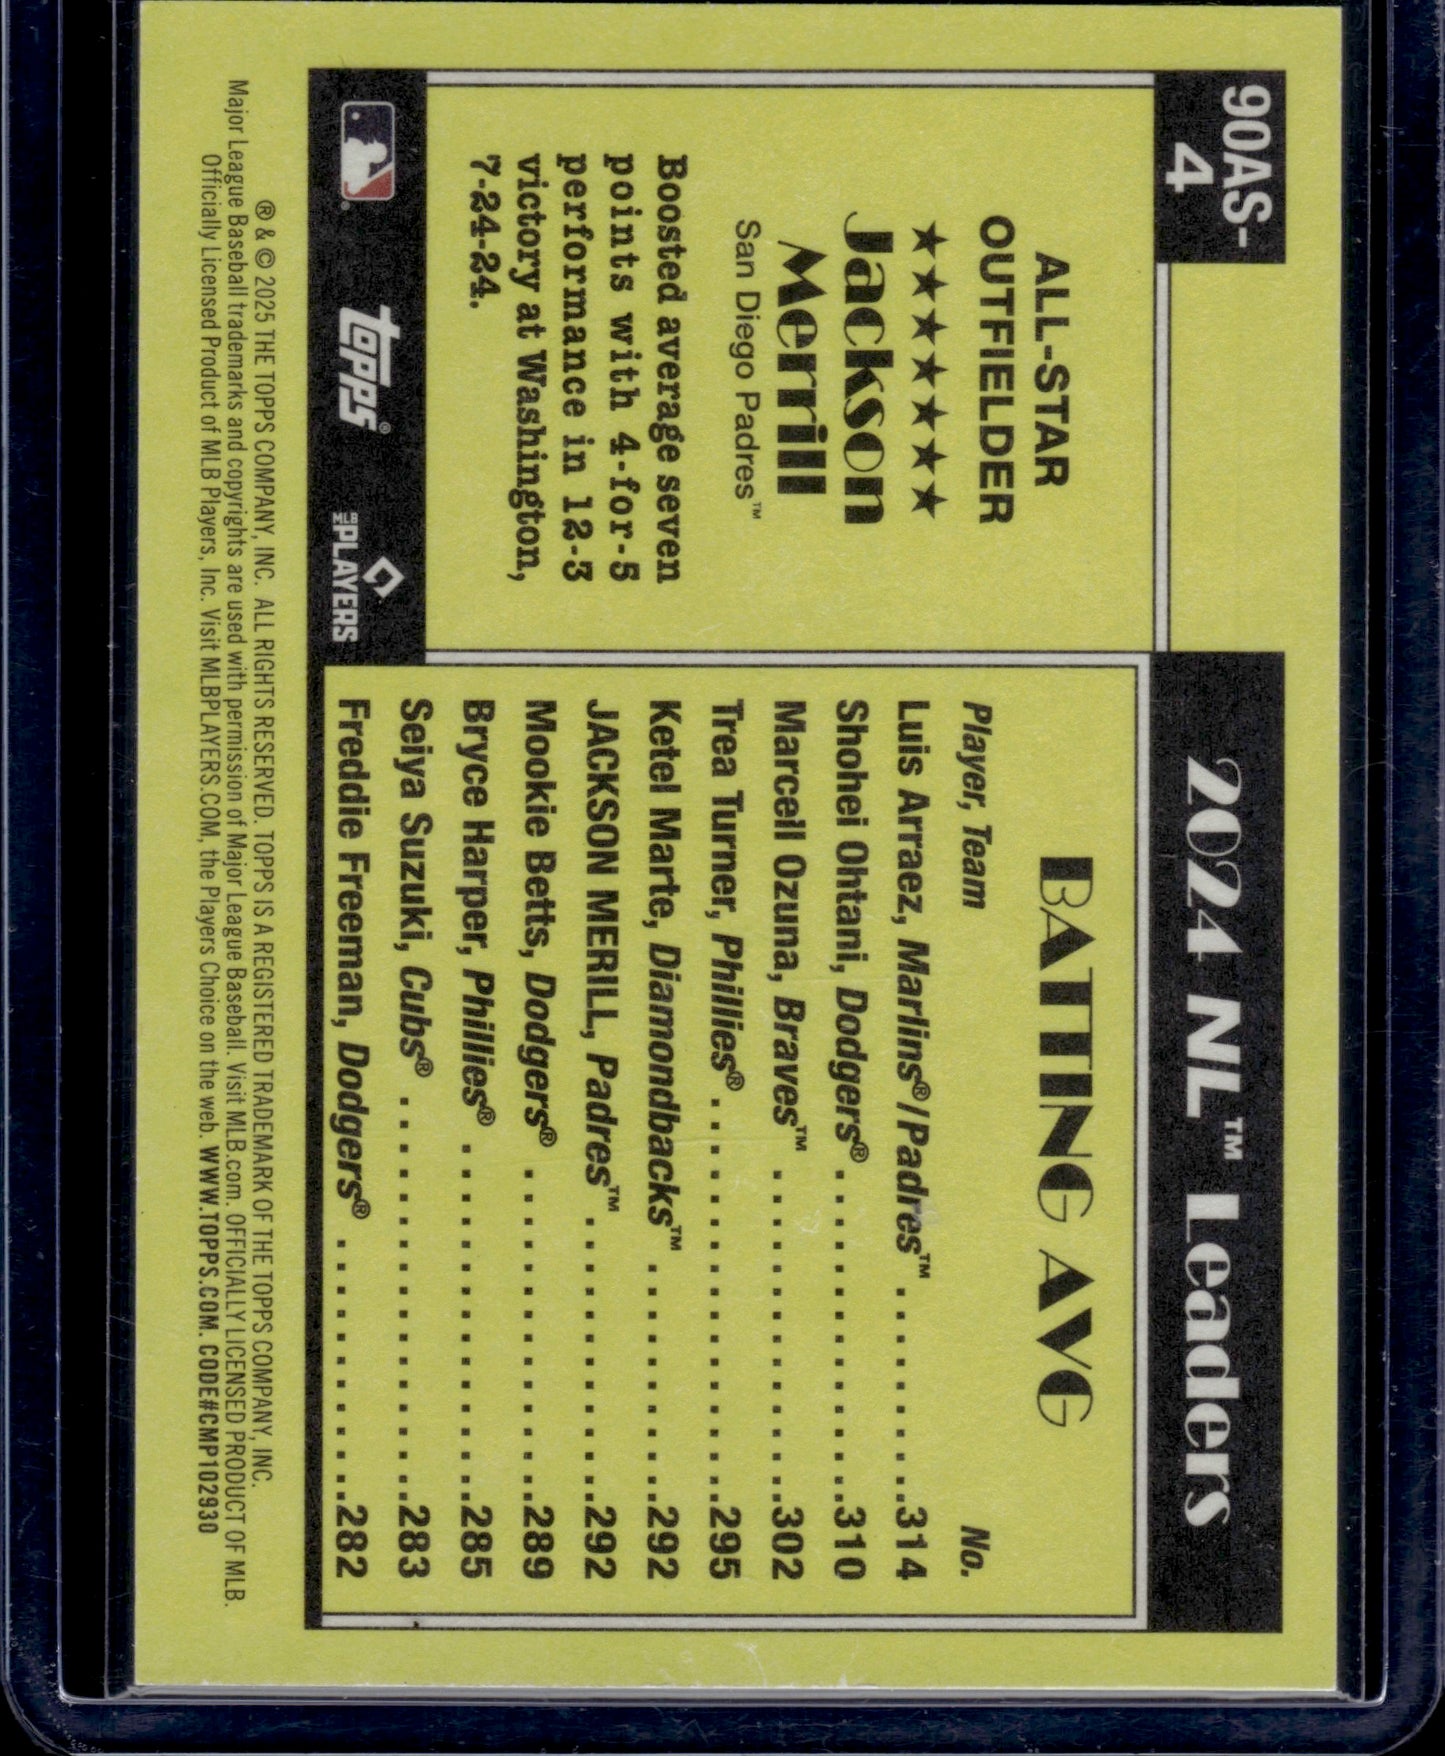 90AS-
4
ALL-STAR
OUTFIELDER
★★★★★★★
Jackson
Merrill
San Diego Padres™
Boosted average seven
points with 4-for-5
performance in 12-3
victory at Washington,
7-24-24.
topps®
MLB PLAYERS
2024 NL™ Leaders
BATTING AVG
Player, Team No.
Luis Arraez, Marlins®/Padres™ ...........314
Shohei Ohtani, Dodgers® ................310
Marcell Ozuna, Braves™ ................302
Trea Turner, Phillies® ...................295
Ketel Marte, Diamondbacks™ ............292
JACKSON MERILL, Padres™ ..............292
Mookie Betts, Dodgers® ................289
Bryce Harper, Phillies® .................285
Seiya Suzuki, Cubs® ...................283
Freddie Freeman, Dodgers® .............282
® & © 2025 THE TOPPS COMPANY, INC. ALL RIGHTS RESERVED. TOPPS IS A REGISTERED TRADEMARK OF THE TOPPS COMPANY, INC.
Major League Baseball trademarks and copyrights are used with permission of Major League Baseball. Visit MLB.com. OFFICIALLY LICENSED PRODUCT OF MLB.
Officially Licensed Product of MLB Players, Inc. Visit MLBPLAYERS.COM, the Players Choice on the web. WWW.TOPPS.COM. CODE#CMP102930